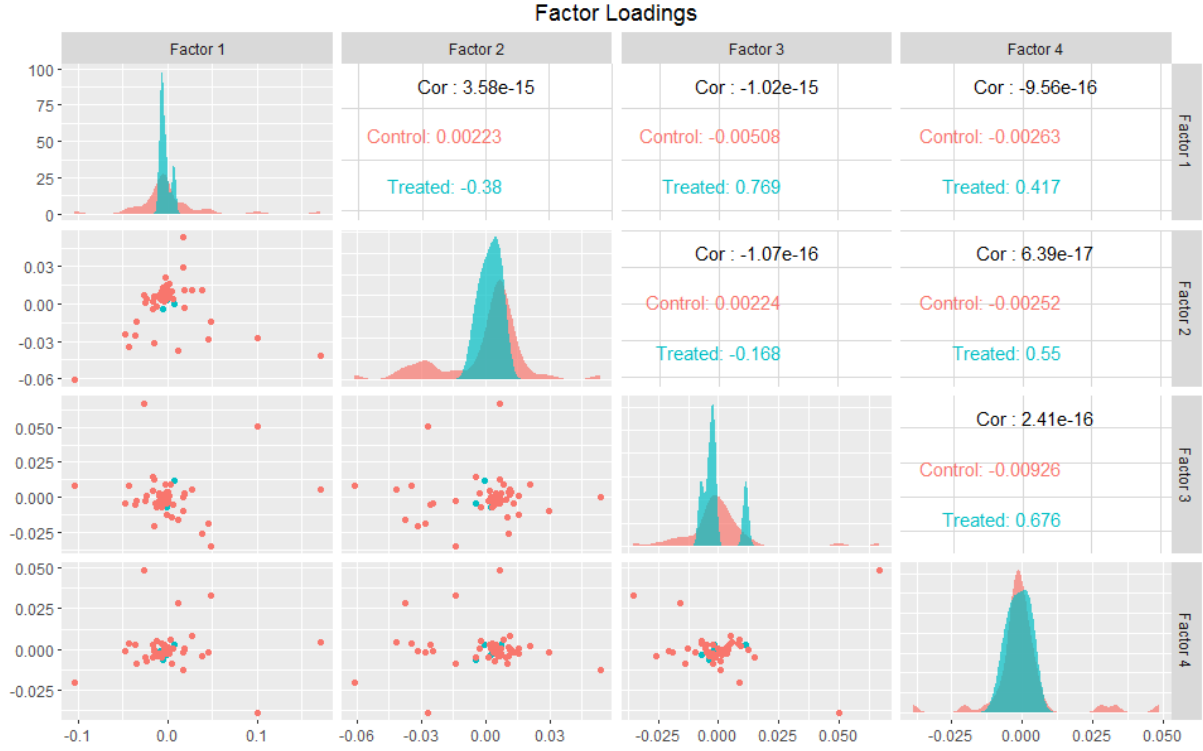 Factor Loadings
Factor 1 Factor 2 Factor 3 Factor 4
100
75
50
25
0
Cor : 3.58e-15
Control: 0.00223
Treated: -0.38
Cor : -1.02e-15
Control: -0.00508
Treated: 0.769
Cor : -9.56e-16
Control: -0.00263
Treated: 0.417
Factor 1
0.03
0.00
-0.03
-0.06
Cor : -1.07e-16
Control: 0.00224
Treated: -0.168
Cor : 6.39e-17
Control: -0.00252
Treated: 0.55
Factor 2
0.050
0.025
0.000
-0.025
Cor : 2.41e-16
Control: -0.00926
Treated: 0.676
Factor 3
0.050
0.025
0.000
-0.025
Factor 4
-0.1 0.0 0.1
-0.06 -0.03 0.00 0.03
-0.025 0.000 0.025 0.050
-0.025 0.000 0.025 0.050